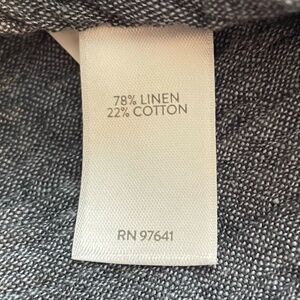 78% LINEN
22% COTTON
RN 97641